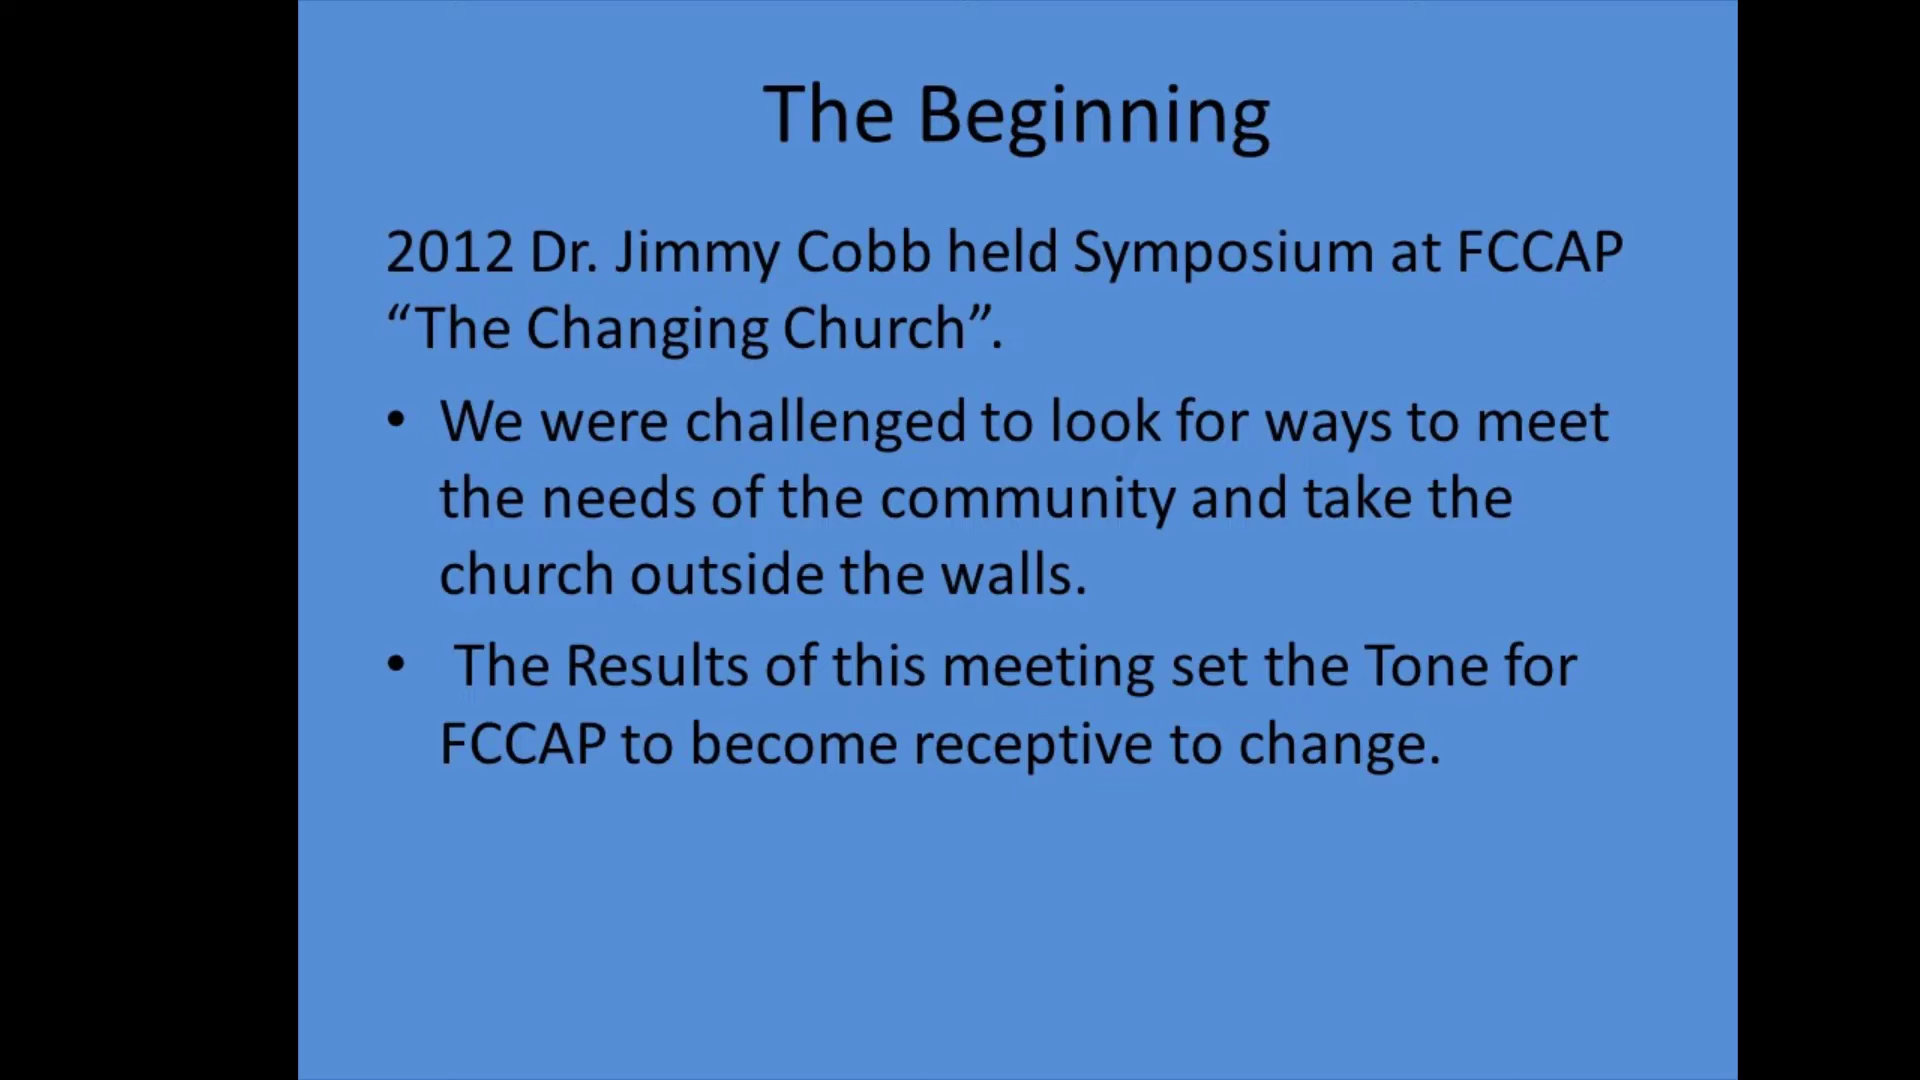 The Beginning
2012 Dr. Jimmy Cobb held Symposium at FCCAP
“The Changing Church”.
• We were challenged to look for ways to meet
the needs of the community and take the
church outside the walls.
• The Results of this meeting set the Tone for
FCCAP to become receptive to change.